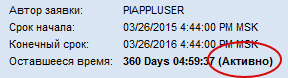 Автор заявки: PIAPPLUSER
Срок начала: 03/26/2015 4:44:00 PM MSK
Конечный срок: 03/26/2016 4:44:00 PM MSK
Оставшееся время: 360 Days 04:59:37 (Активно)